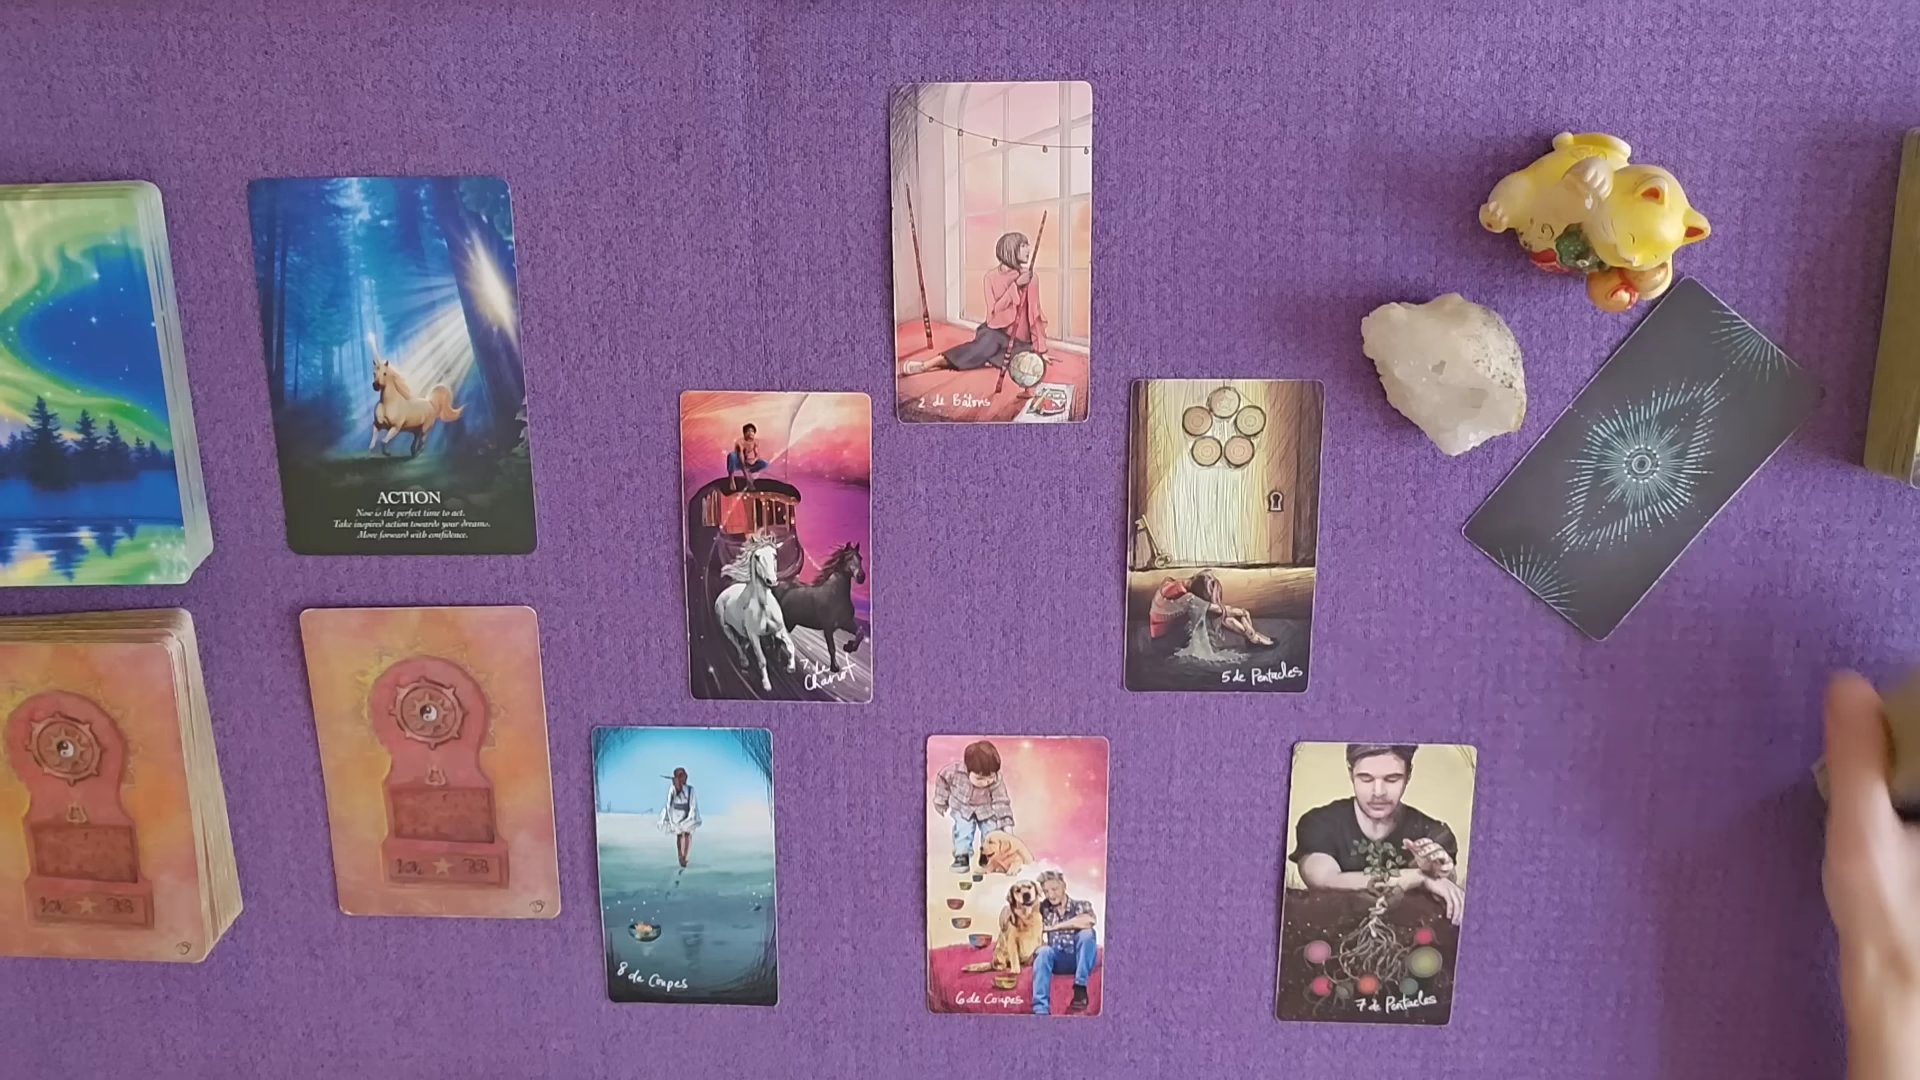 2 de Bâtons
ACTION
Now is the perfect time to act.
Take inspired action towards your dreams.
Move forward with confidence.
7. Le
Chariot
5 de Pentacles
8 de Coupes
6 de Coupes
7 de Pentacles